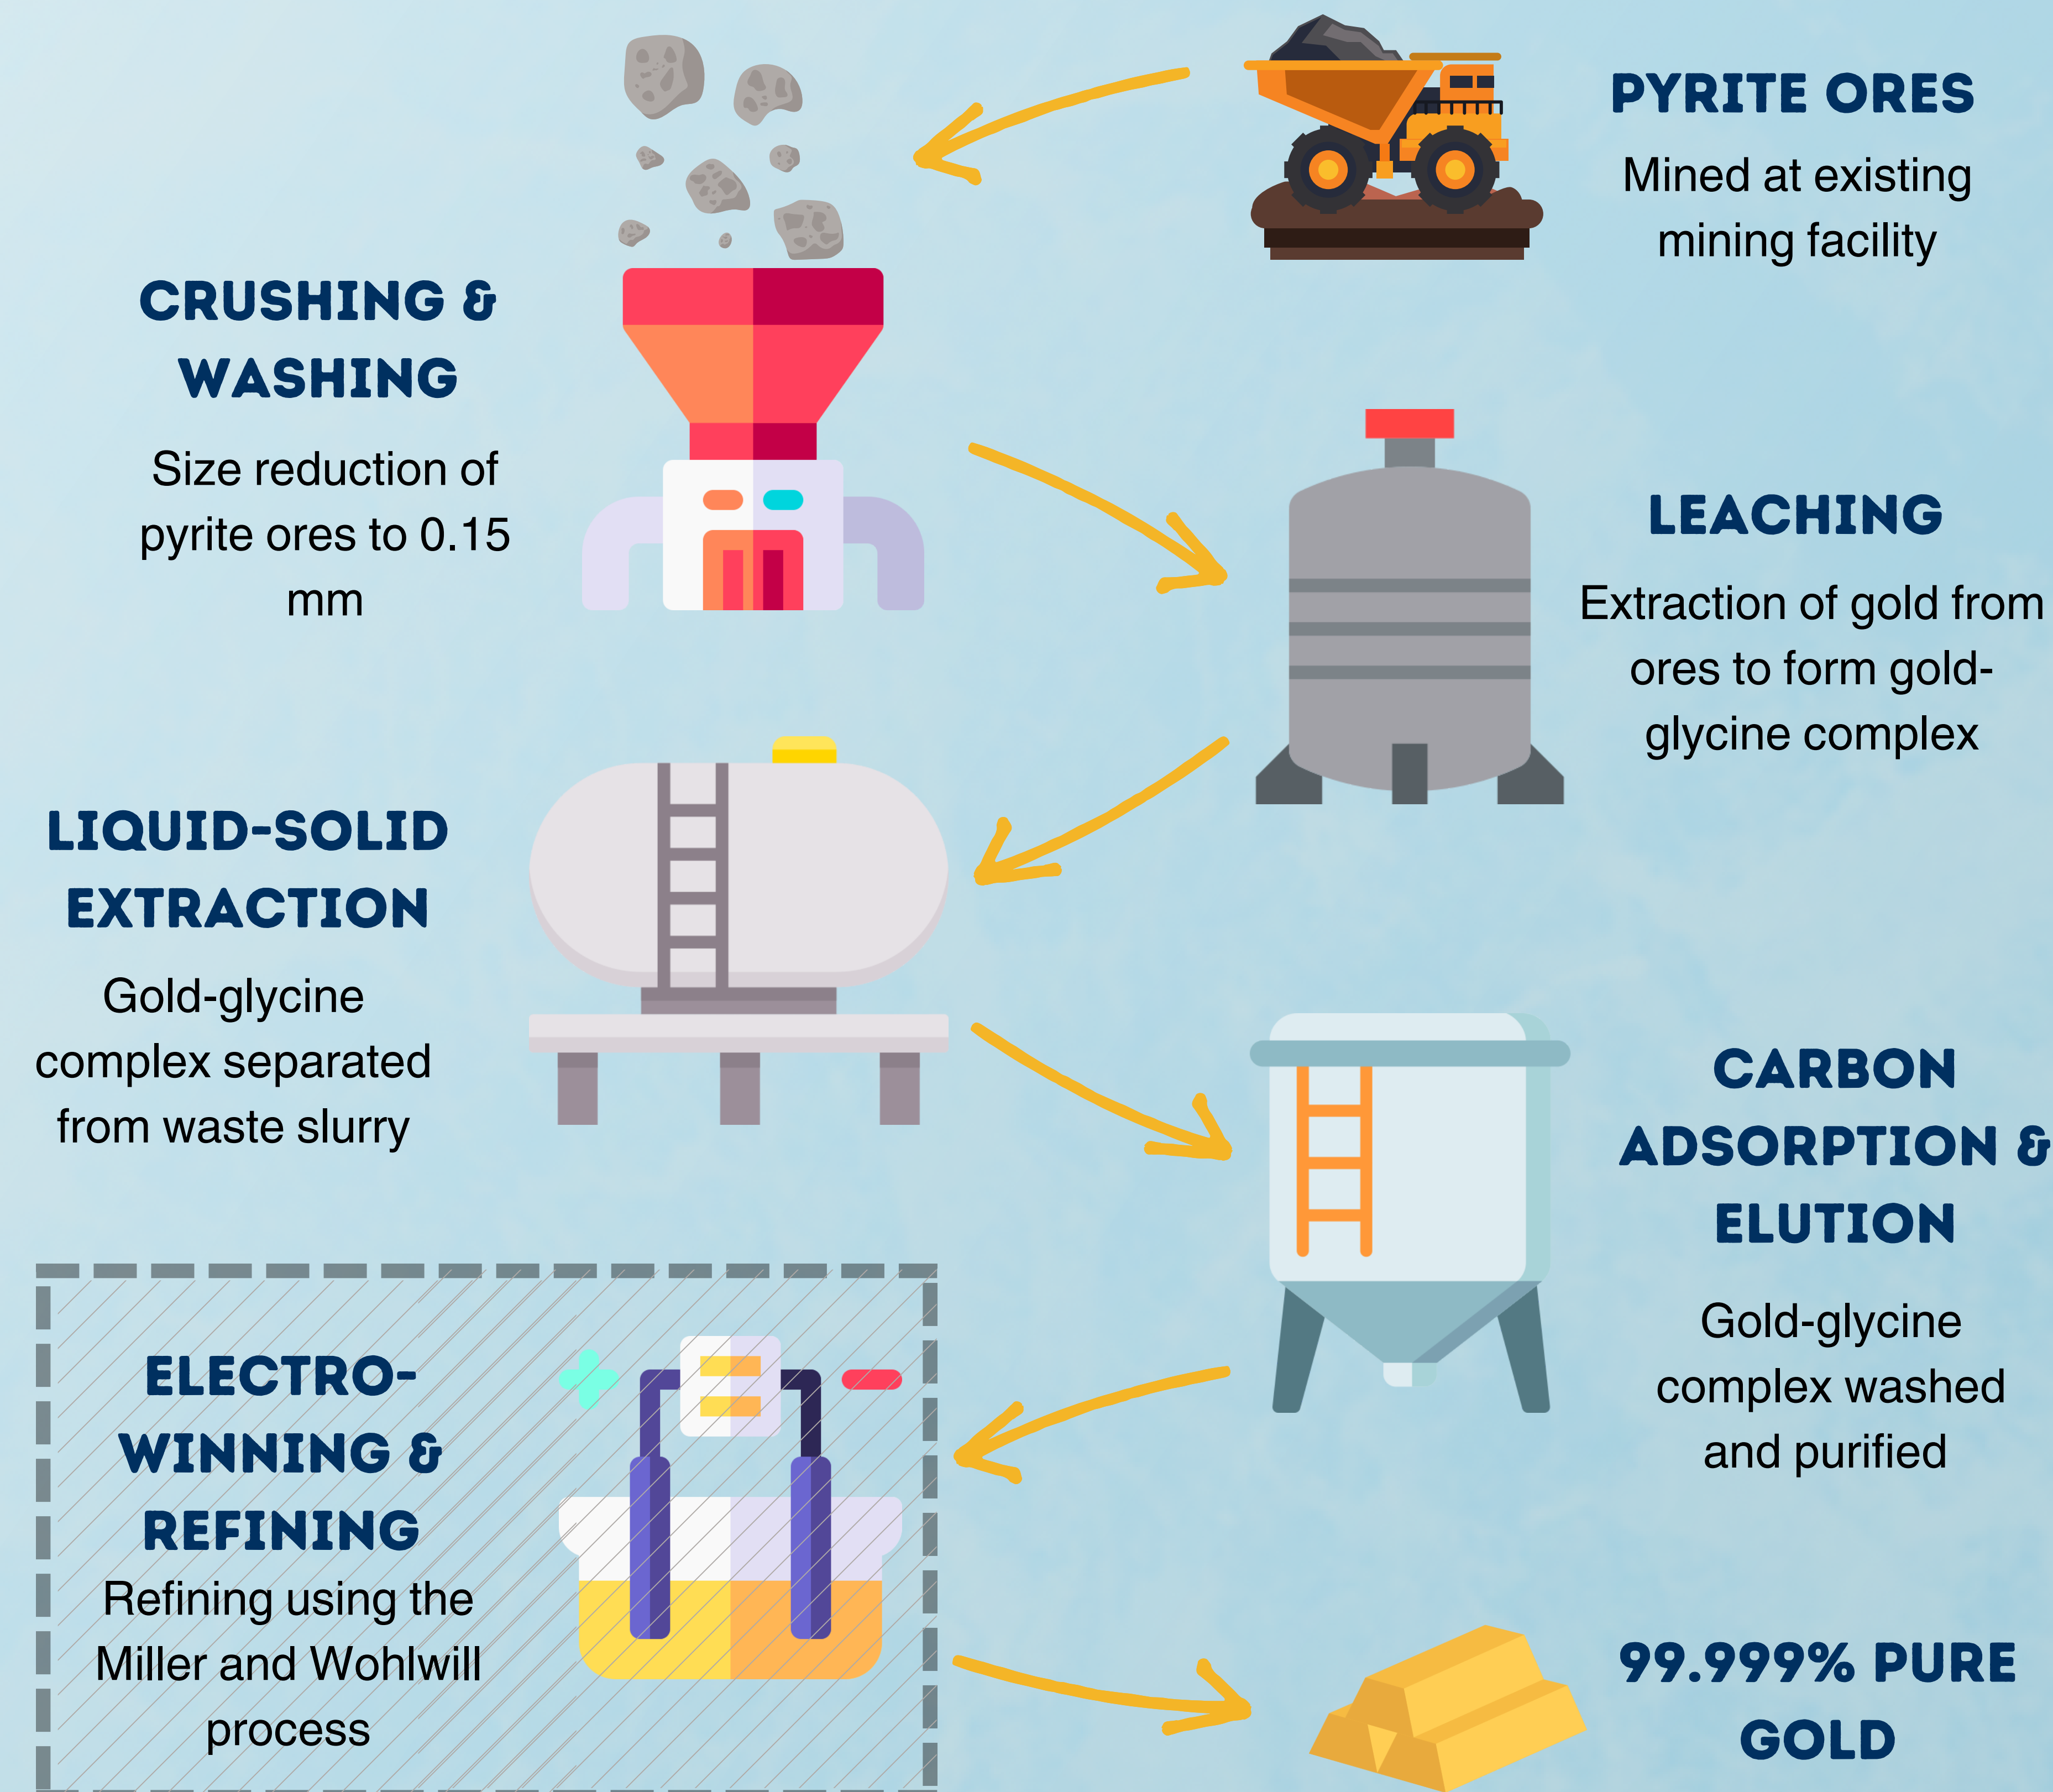 PYRITE ORES
Mined at existing
mining facility
CRUSHING &
WASHING
Size reduction of
pyrite ores to 0.15
mm
LEACHING
Extraction of gold from
ores to form gold-
glycine complex
LIQUID-SOLID
EXTRACTION
Gold-glycine
complex separated
from waste slurry
CARBON
ADSORPTION &
ELUTION
Gold-glycine
complex washed
and purified
ELECTRO-
WINNING &
REFINING
Refining using the
Miller and Wohlwill
process
99.999% PURE
GOLD